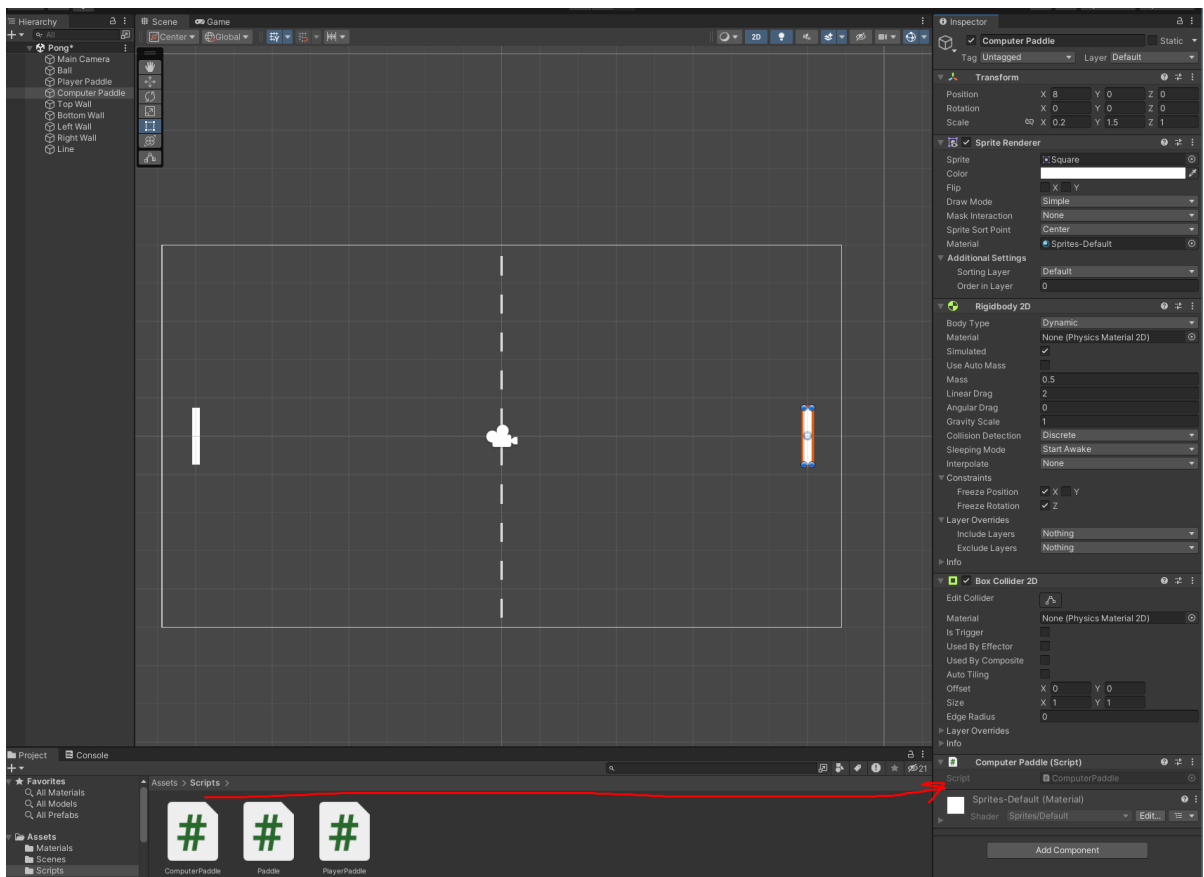 Hierarchy
All
Pong*
Main Camera
Ball
Player Paddle
Computer Paddle
Top Wall
Bottom Wall
Left Wall
Right Wall
Line
Scene Game
Center Global 2D
Project Console
21
Favorites
All Materials
All Models
All Prefabs
Assets
Materials
Scenes
Scripts
Assets > Scripts >
ComputerPaddle Paddle PlayerPaddle
Inspector
Computer Paddle Static
Tag Untagged Layer Default
Transform
Position X 8 Y 0 Z 0
Rotation X 0 Y 0 Z 0
Scale X 0.2 Y 1.5 Z 1
Sprite Renderer
Sprite Square
Color
Flip X Y
Draw Mode Simple
Mask Interaction None
Sprite Sort Point Center
Material Sprites-Default
Additional Settings
Sorting Layer Default
Order in Layer 0
Rigidbody 2D
Body Type Dynamic
Material None (Physics Material 2D)
Simulated
Use Auto Mass
Mass 0.5
Linear Drag 2
Angular Drag 0
Gravity Scale 1
Collision Detection Discrete
Sleeping Mode Start Awake
Interpolate None
Constraints
Freeze Position X Y
Freeze Rotation Z
Layer Overrides
Include Layers Nothing
Exclude Layers Nothing
Info
Box Collider 2D
Edit Collider
Material None (Physics Material 2D)
Is Trigger
Used By Effector
Used By Composite
Auto Tiling
Offset X 0 Y 0
Size X 1 Y 1
Edge Radius 0
Layer Overrides
Info
# Computer Paddle (Script)
Script ComputerPaddle
Sprites-Default (Material)
Shader Sprites/Default Edit...
Add Component